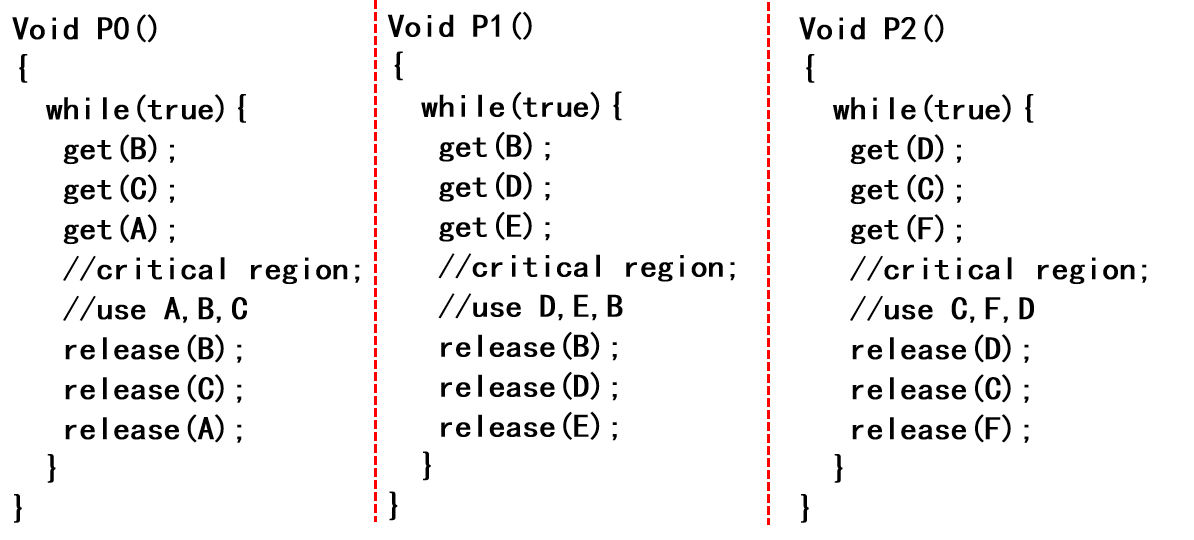 Void P0()
{
while(true){
get(B);
get(C);
get(A);
//critical region;
//use A,B,C
release(B);
release(C);
release(A);
}
}
Void P1()
{
while(true){
get(B);
get(D);
get(E);
//critical region;
//use D,E,B
release(B);
release(D);
release(E);
}
}
Void P2()
{
while(true){
get(D);
get(C);
get(F);
//critical region;
//use C,F,D
release(D);
release(C);
release(F);
}
}